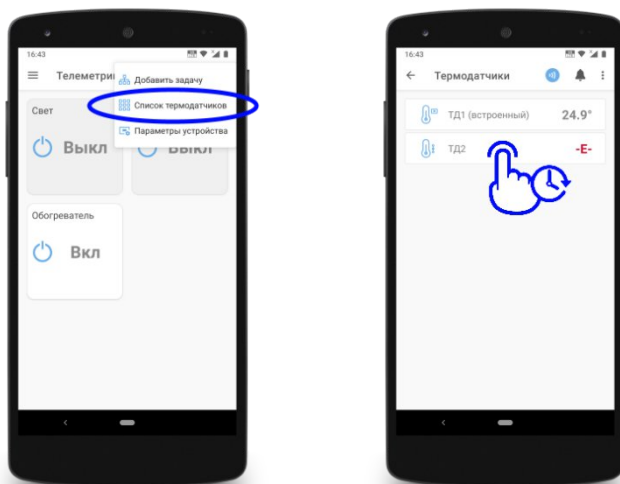 16:43
Телеметри
Добавить задачу
Список термодатчиков
Параметры устройства
Свет
Выкл
Выкл
Обогреватель
Вкл
16:43
Термодатчики
ТД1 (встроенный) 24.9°
ТД2 -E-